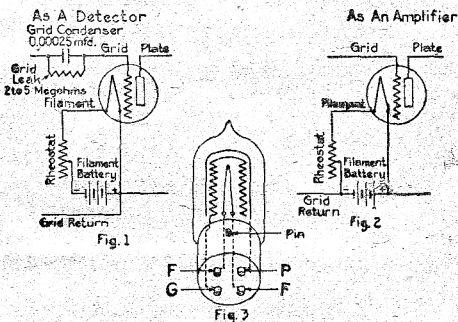 As A Detector
Grid Condenser
0.00025 mfd.
Grid
Plate
Grid
Leak
2 to 5 Megohms
Filament
Rheostat
Filament
Battery
- +
Grid Return
Fig. 1
As An Amplifier
Grid
Plate
Filament
Rheostat
Filament
Battery
-
Grid
Return
Fig. 2
Pin
F
P
G
F
Fig. 3